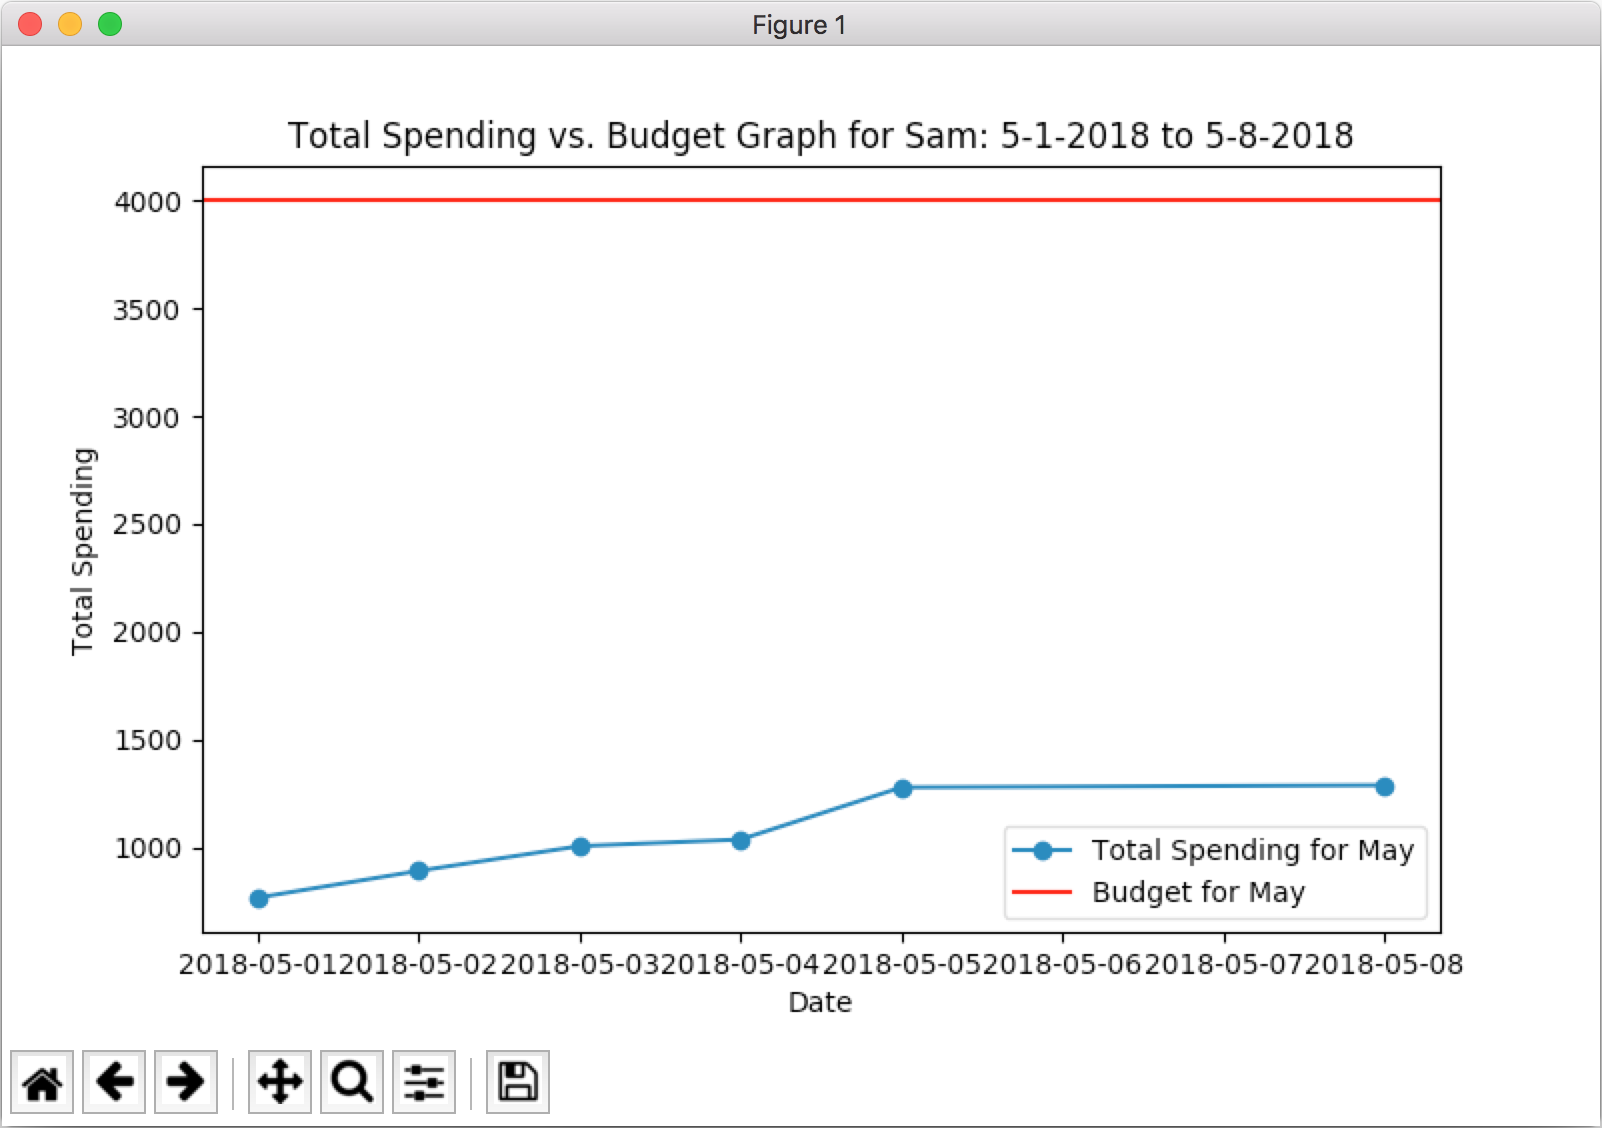 Figure 1
Total Spending vs. Budget Graph for Sam: 5-1-2018 to 5-8-2018
4000
3500
3000
2500
2000
1500
1000
Total Spending
Total Spending for May
Budget for May
2018-05-01 2018-05-02 2018-05-03 2018-05-04 2018-05-05 2018-05-06 2018-05-07 2018-05-08
Date